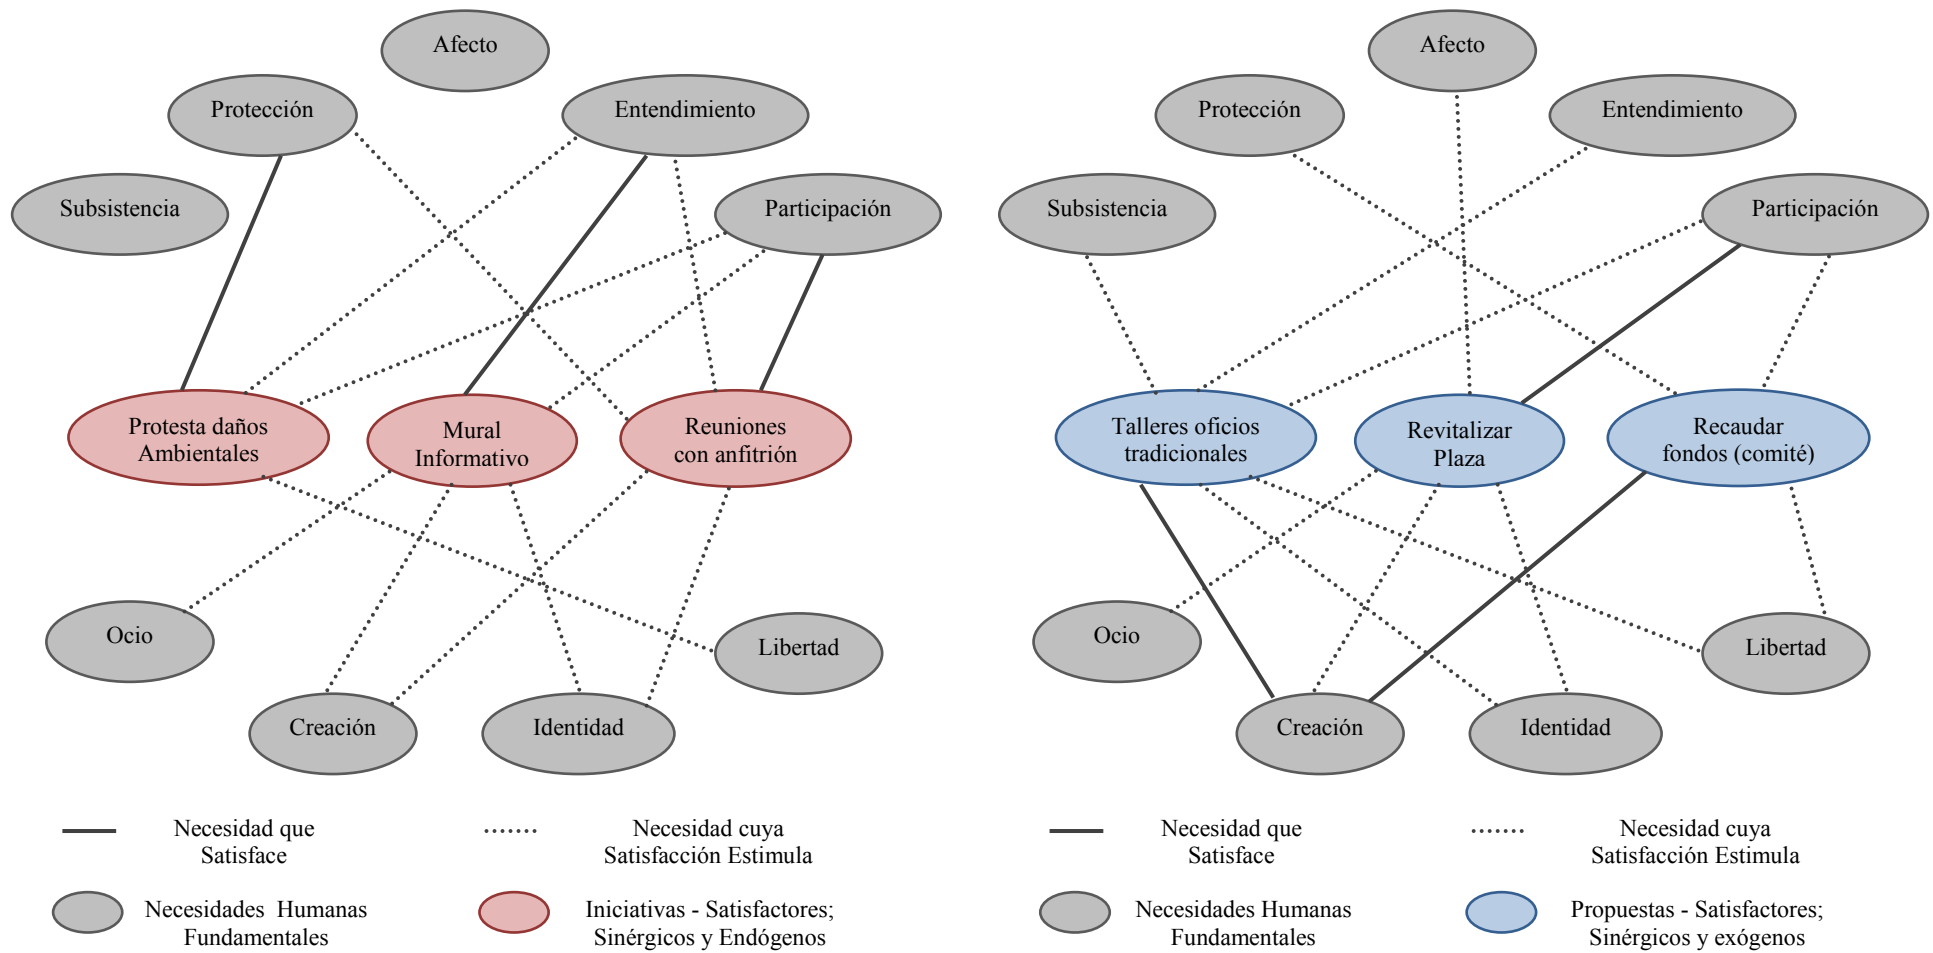 Afecto
Protección
Entendimiento
Subsistencia
Participación
Protesta daños
Ambientales
Mural
Informativo
Reuniones
con anfitrión
Ocio
Libertad
Creación
Identidad
Necesidad que
Satisface
Necesidad cuya
Satisfacción Estimula
Necesidades Humanas
Fundamentales
Iniciativas - Satisfactores;
Sinérgicos y Endógenos
Afecto
Protección
Entendimiento
Subsistencia
Participación
Talleres oficios
tradicionales
Revitalizar
Plaza
Recaudar
fondos (comité)
Ocio
Libertad
Creación
Identidad
Necesidad que
Satisface
Necesidad cuya
Satisfacción Estimula
Necesidades Humanas
Fundamentales
Propuestas - Satisfactores;
Sinérgicos y exógenos